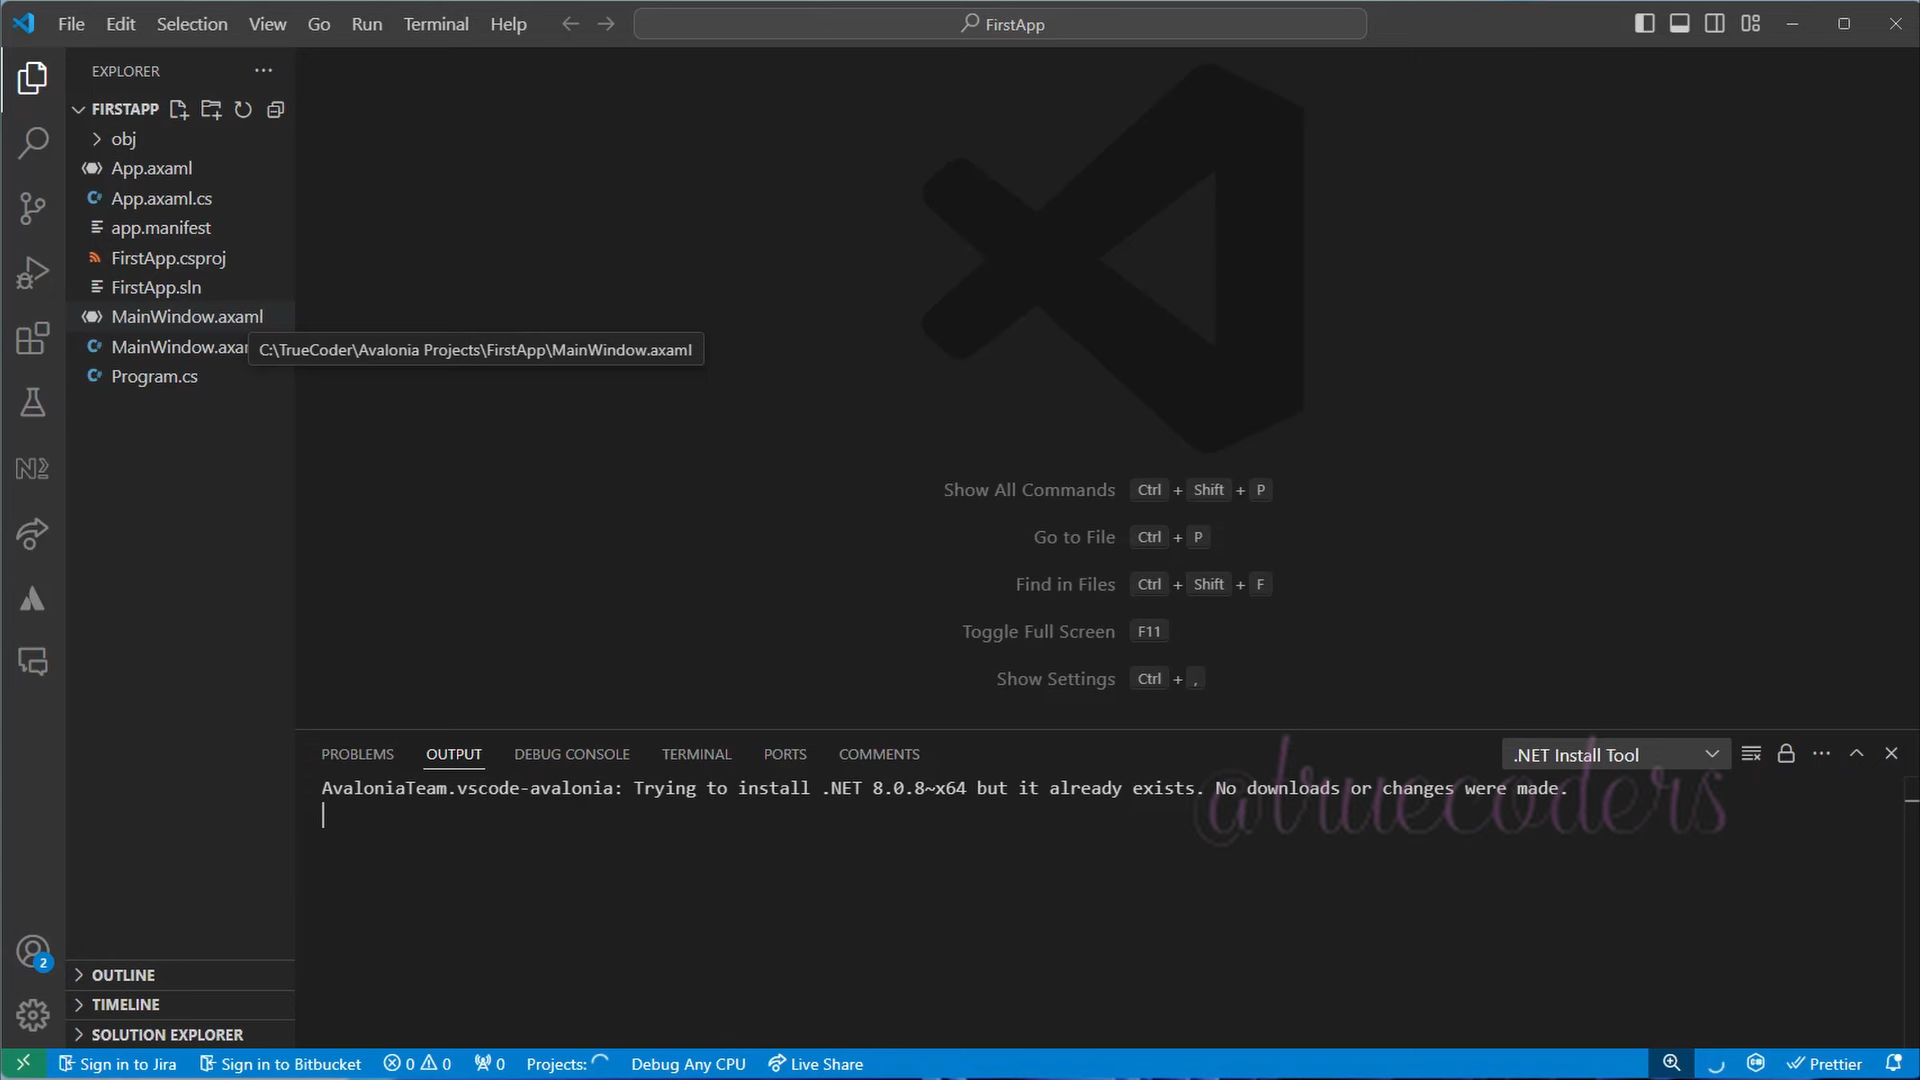 File Edit Selection View Go Run Terminal Help
FirstApp
EXPLORER
FIRSTAPP
obj
App.axaml
App.axaml.cs
app.manifest
FirstApp.csproj
FirstApp.sln
MainWindow.axaml
MainWindow.axam
C:\TrueCoder\Avalonia Projects\FirstApp\MainWindow.axaml
Program.cs
Show All Commands Ctrl + Shift + P
Go to File Ctrl + P
Find in Files Ctrl + Shift + F
Toggle Full Screen F11
Show Settings Ctrl + ,
PROBLEMS OUTPUT DEBUG CONSOLE TERMINAL PORTS COMMENTS
.NET Install Tool
AvaloniaTeam.vscode-avalonia: Trying to install .NET 8.0.8~x64 but it already exists. No downloads or changes were made.
@truecoders
2
OUTLINE
TIMELINE
SOLUTION EXPLORER
Sign in to Jira Sign in to Bitbucket 0 0 0 Projects: Debug Any CPU Live Share Prettier